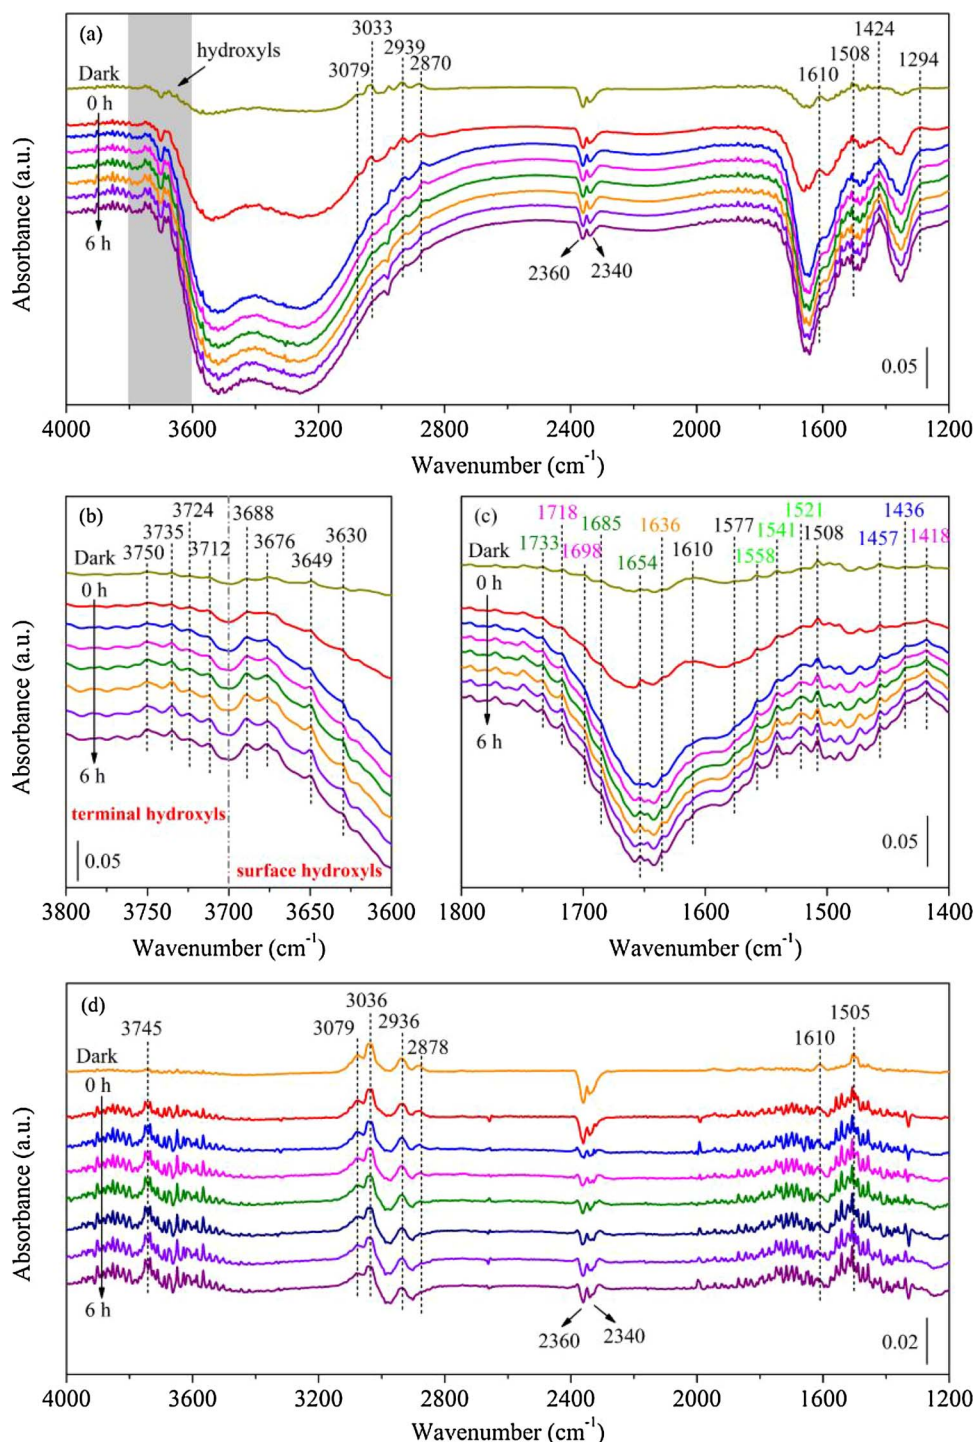 (a)
3033
1424
hydroxyls
2939
1508
3079
2870
1610
1294
Dark
0 h
6 h
2360
2340
0.05
Absorbance (a.u.)
4000 3600 3200 2800 2400 2000 1600 1200
Wavenumber (cm-1)
(b)
3724
3735
3688
3630
3750
3712
3676
3649
Dark
0 h
6 h
terminal hydroxyls
surface hydroxyls
0.05
Absorbance (a.u.)
3800 3750 3700 3650 3600
Wavenumber (cm-1)
(c)
1521
1436
1718
1685
1636
1577
1541
1508
1733
1698
1654
1610
1558
1457
1418
Dark
0 h
6 h
0.05
1800 1700 1600 1500 1400
Wavenumber (cm-1)
(d)
3036
1505
3745
3079
2936
2878
1610
Dark
0 h
6 h
2360
2340
0.02
Absorbance (a.u.)
4000 3600 3200 2800 2400 2000 1600 1200
Wavenumber (cm-1)